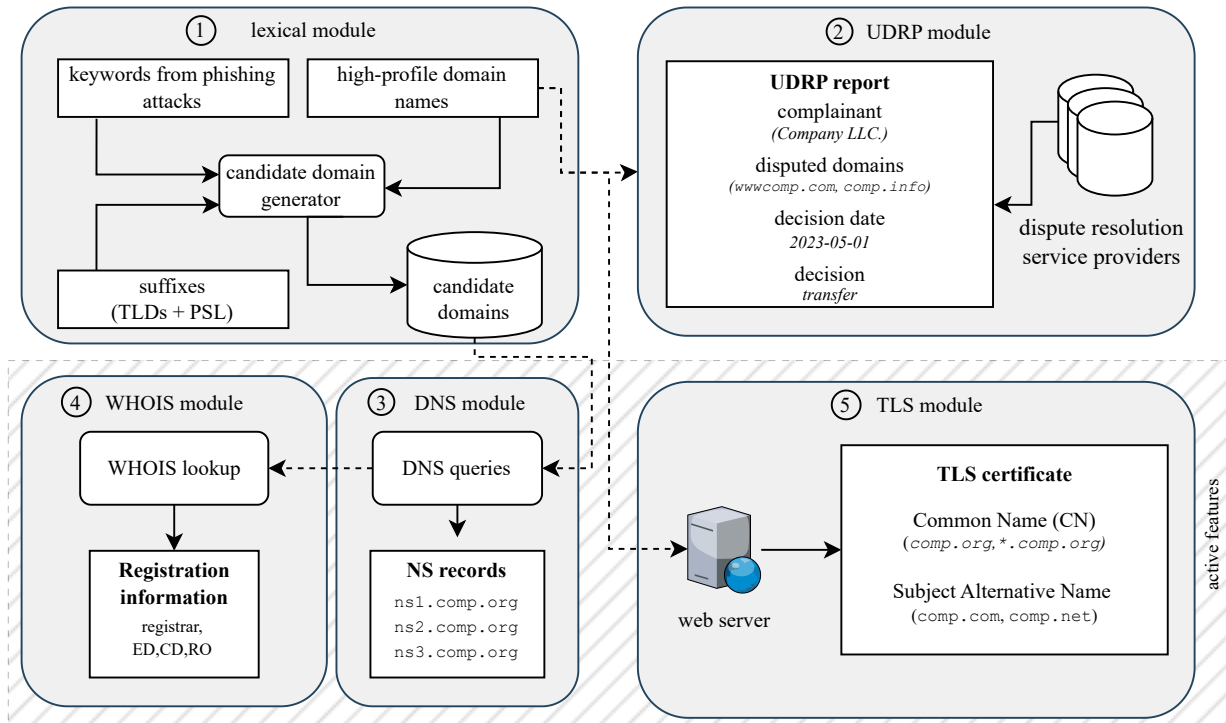 1 lexical module
keywords from phishing
attacks
high-profile domain
names
candidate domain
generator
suffixes
(TLDs + PSL)
candidate
domains
2 UDRP module
UDRP report
complainant
(Company LLC.)
disputed domains
(wwwcomp.com, comp.info)
decision date
2023-05-01
decision
transfer
dispute resolution
service providers
4 WHOIS module
WHOIS lookup
Registration
information
registrar,
ED,CD,RO
3 DNS module
DNS queries
NS records
ns1.comp.org
ns2.comp.org
ns3.comp.org
5 TLS module
web server
TLS certificate
Common Name (CN)
(comp.org,*.comp.org)
Subject Alternative Name
(comp.com, comp.net)
active features